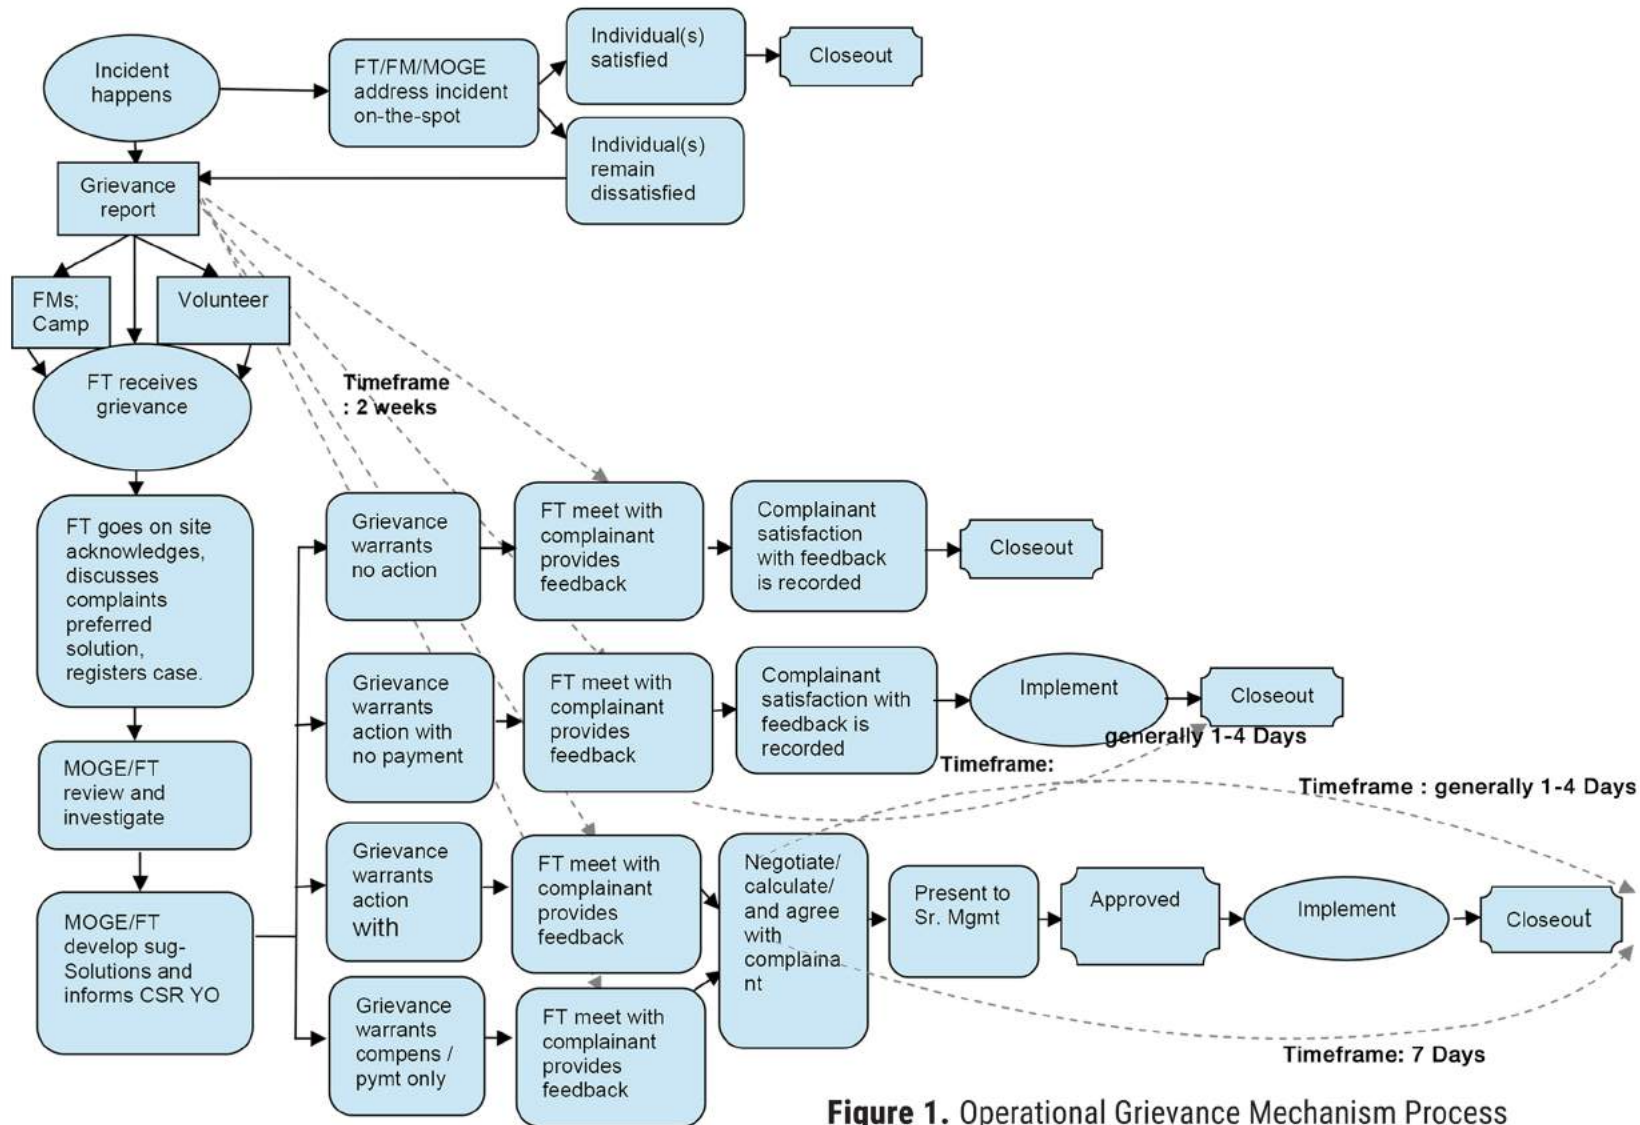 Incident
happens
FT/FM/MOGE
address incident
on-the-spot
Individual(s)
satisfied
Closeout
Individual(s)
remain
dissatisfied
Grievance
report
FMs;
Camp
Volunteer
FT receives
grievance
Timeframe
: 2 weeks
FT goes on site
acknowledges,
discusses
complaints
preferred
solution,
registers case.
MOGE/FT
review and
investigate
MOGE/FT
develop sug-
Solutions and
informs CSR YO
Grievance
warrants
no action
FT meet with
complainant
provides
feedback
Complainant
satisfaction
with feedback
is recorded
Closeout
Grievance
warrants
action with
no payment
FT meet with
complainant
provides
feedback
Complainant
satisfaction with
feedback is
recorded
Implement
Closeout
generally 1-4 Days
Timeframe:
Timeframe : generally 1-4 Days
Grievance
warrants
action
with
FT meet with
complainant
provides
feedback
Negotiate/
calculate/
and agree
with
complaina
nt
Present to
Sr. Mgmt
Approved
Implement
Closeout
Grievance
warrants
compens /
pymt only
FT meet with
complainant
provides
feedback
Timeframe: 7 Days
Figure 1. Operational Grievance Mechanism Process